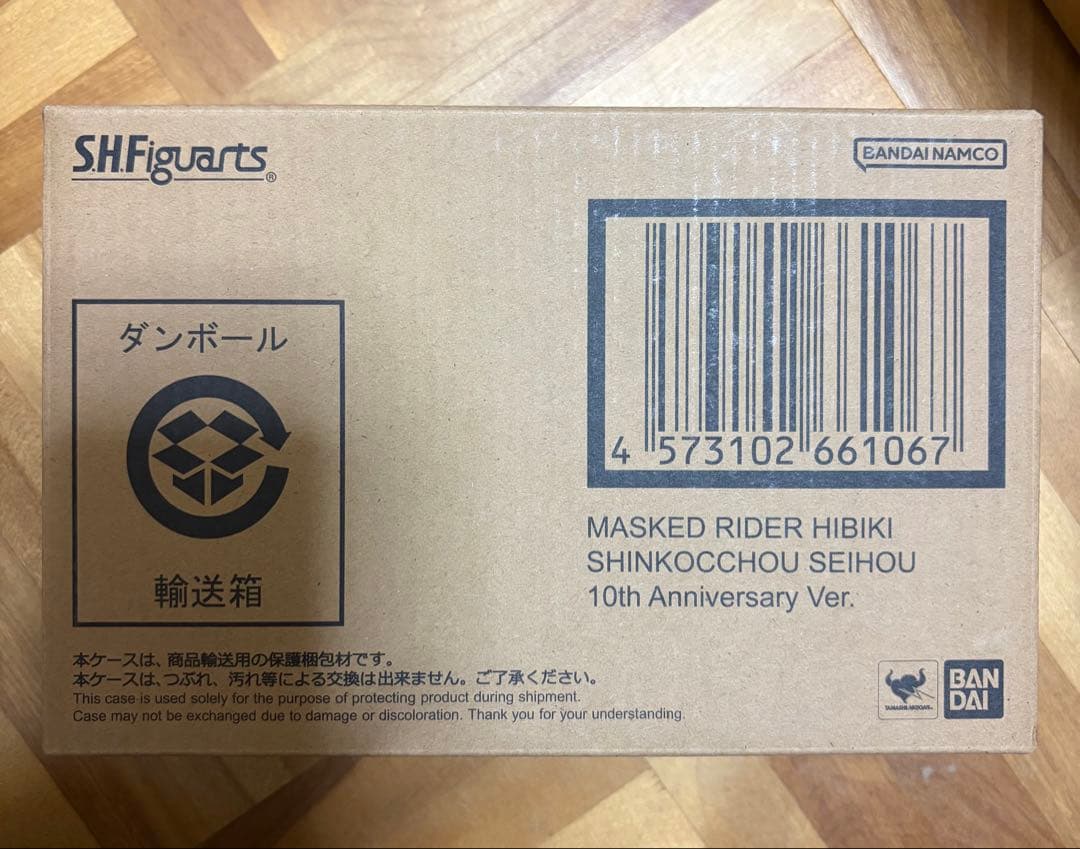 S.H.Figuarts®
BANDAI NAMCO
ダンボール
輸送箱
4 573102 661067
MASKED RIDER HIBIKI
SHINKOCCHOU SEIHOU
10th Anniversary Ver.
本ケースは、商品輸送用の保護梱包材です。
本ケースは、つぶれ、汚れ等による交換は出来ません。ご了承ください。
This case is used solely for the purpose of protecting product during shipment.
Case may not be exchanged due to damage or discoloration. Thank you for your understanding.
TAMASHII NATIONS
BAN
DAI